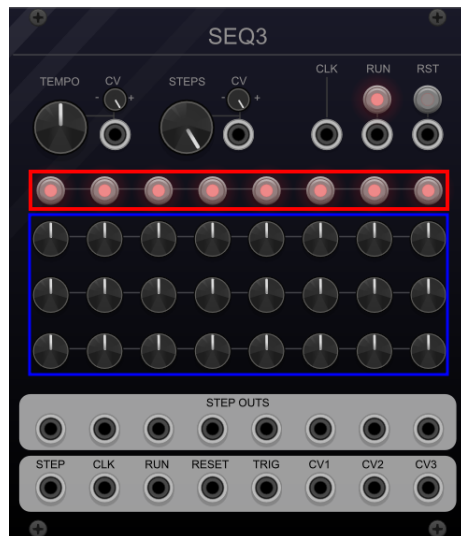 SEQ3
TEMPO CV STEPS CV CLK RUN RST
- + - +
STEP OUTS
STEP CLK RUN RESET TRIG CV1 CV2 CV3